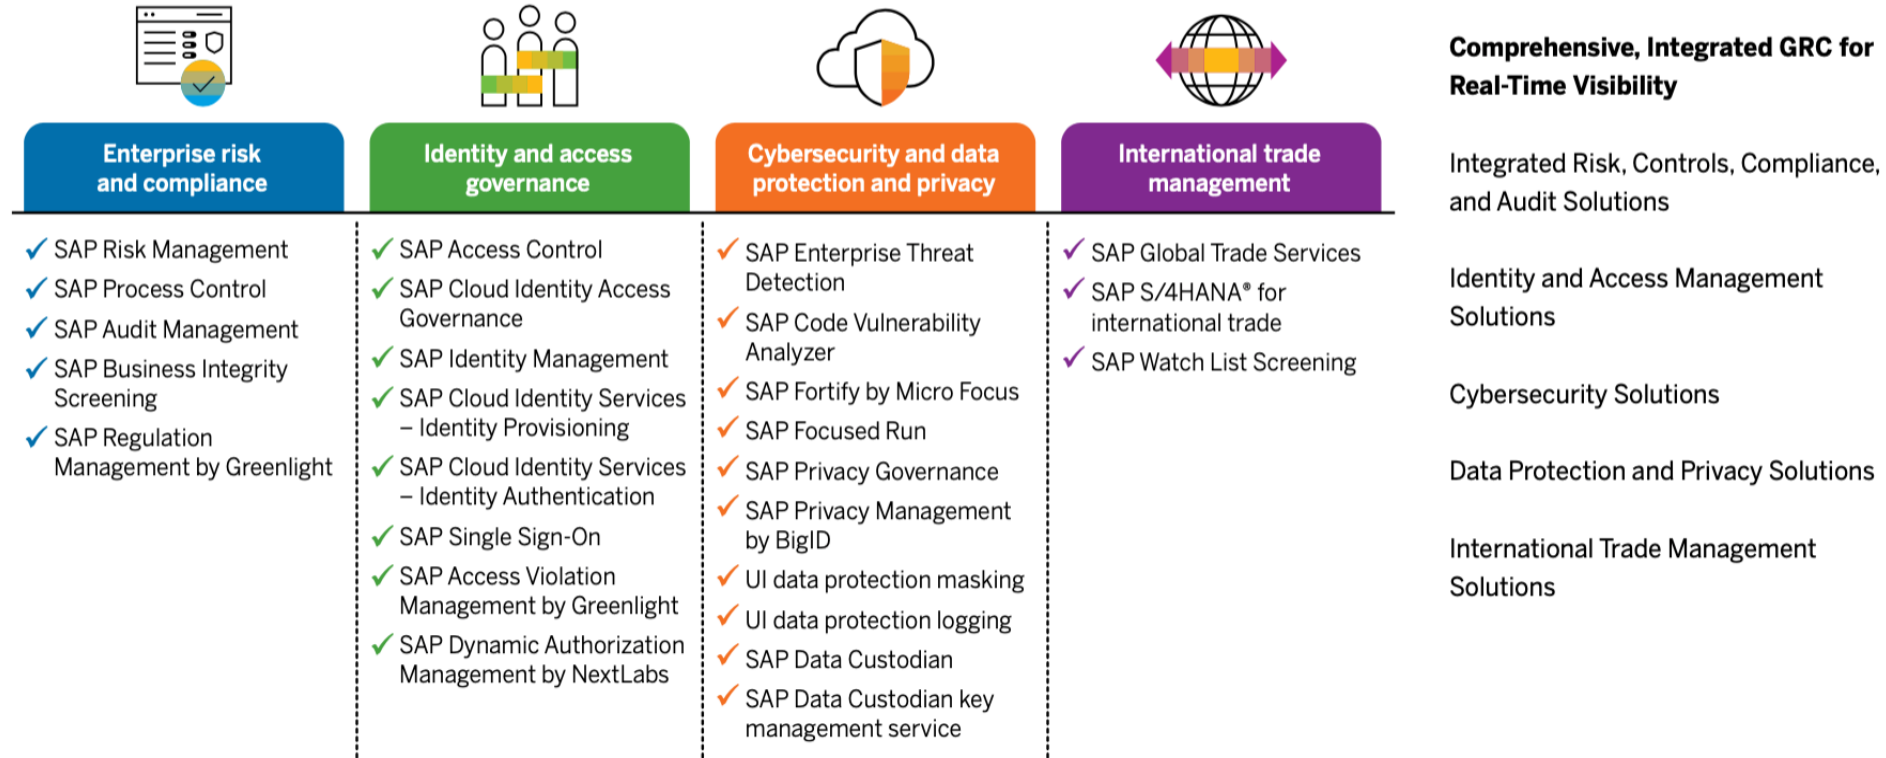 Enterprise risk
and compliance
SAP Risk Management
SAP Process Control
SAP Audit Management
SAP Business Integrity
Screening
SAP Regulation
Management by Greenlight
Identity and access
governance
SAP Access Control
SAP Cloud Identity Access
Governance
SAP Identity Management
SAP Cloud Identity Services
– Identity Provisioning
SAP Cloud Identity Services
– Identity Authentication
SAP Single Sign-On
SAP Access Violation
Management by Greenlight
SAP Dynamic Authorization
Management by NextLabs
Cybersecurity and data
protection and privacy
SAP Enterprise Threat
Detection
SAP Code Vulnerability
Analyzer
SAP Fortify by Micro Focus
SAP Focused Run
SAP Privacy Governance
SAP Privacy Management
by BigID
UI data protection masking
UI data protection logging
SAP Data Custodian
SAP Data Custodian key
management service
International trade
management
SAP Global Trade Services
SAP S/4HANA® for
international trade
SAP Watch List Screening
Comprehensive, Integrated GRC for
Real-Time Visibility
Integrated Risk, Controls, Compliance,
and Audit Solutions
Identity and Access Management
Solutions
Cybersecurity Solutions
Data Protection and Privacy Solutions
International Trade Management
Solutions